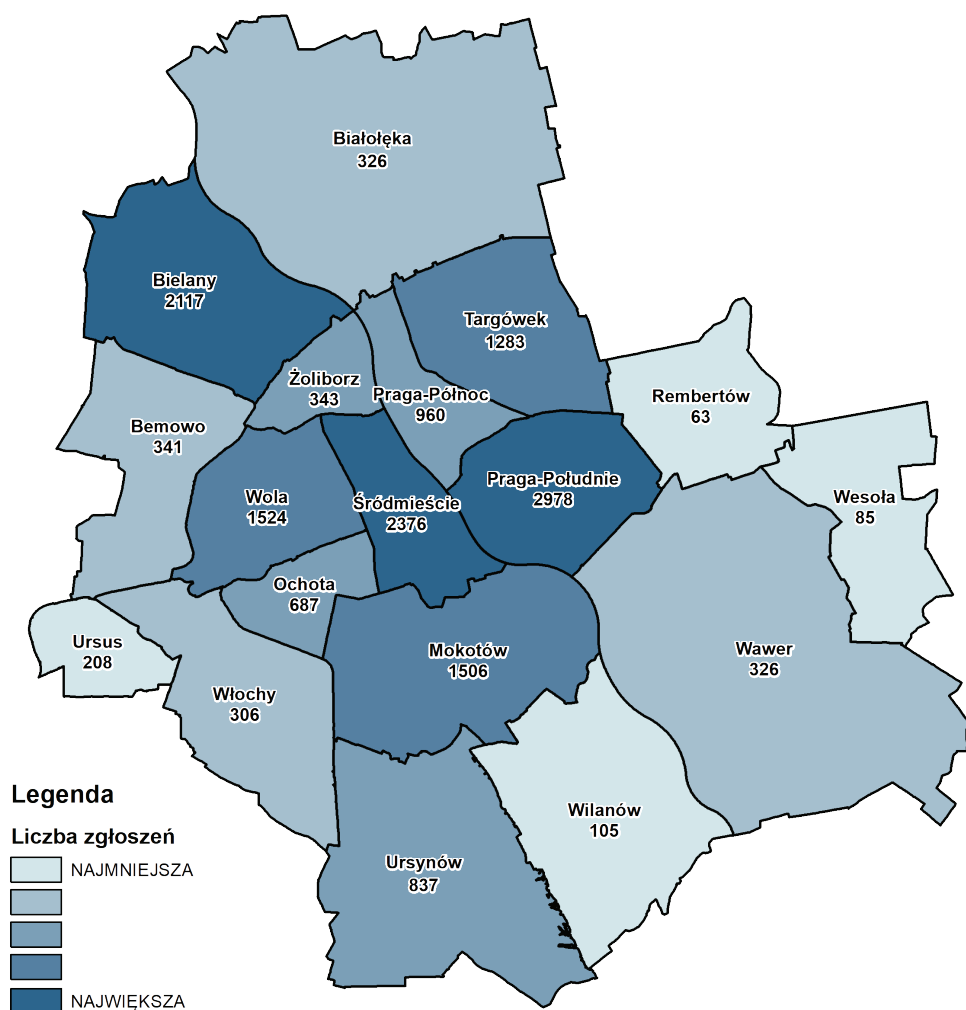 Białołęka
326
Bielany
2117
Targówek
1283
Żoliborz
343
Praga-Północ
960
Rembertów
63
Bemowo
341
Wola
1524
Śródmieście
2376
Praga-Południe
2978
Wesoła
85
Ochota
687
Ursus
208
Mokotów
1506
Wawer
326
Włochy
306
Wilanów
105
Ursynów
837
Legenda
Liczba zgłoszeń
NAJMNIEJSZA
NAJWIĘKSZA